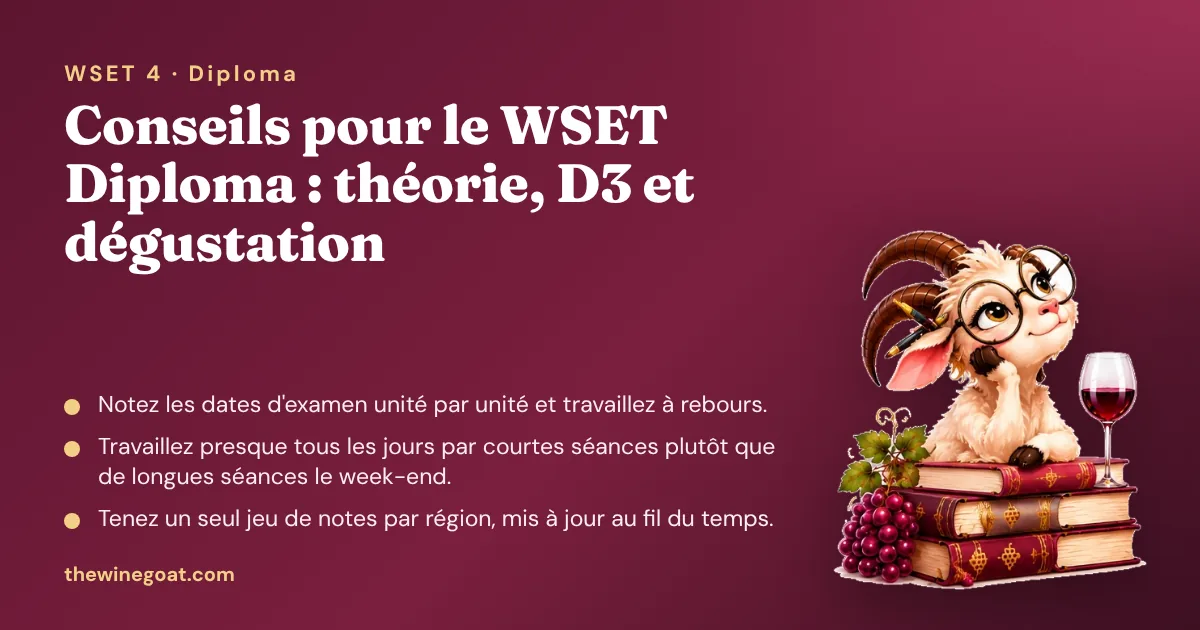 WSET 4 · Diploma
Conseils pour le WSET
Diploma : théorie, D3 et
dégustation
Notez les dates d'examen unité par unité et travaillez à rebours.
Travaillez presque tous les jours par courtes séances plutôt que
de longues séances le week-end.
Tenez un seul jeu de notes par région, mis à jour au fil du temps.
thewinegoat.com